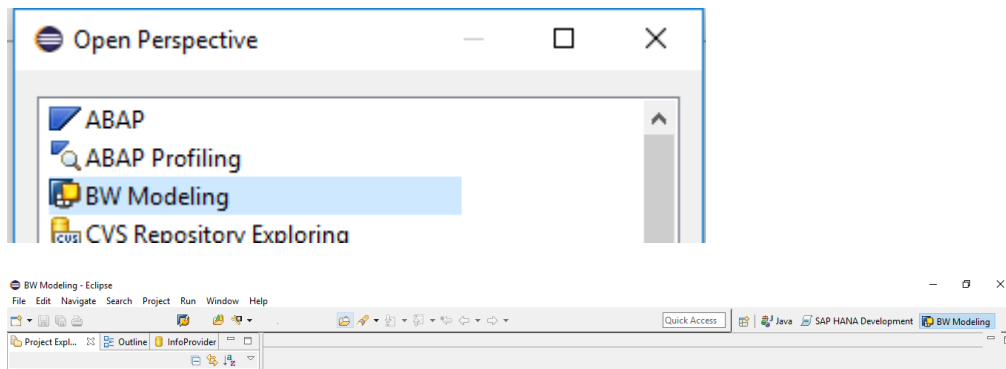 Open Perspective
ABAP
ABAP Profiling
BW Modeling
CVS CVS Repository Exploring
BW Modeling - Eclipse
File Edit Navigate Search Project Run Window Help
Quick Access Java SAP HANA Development BW Modeling
Project Expl... Outline InfoProvider